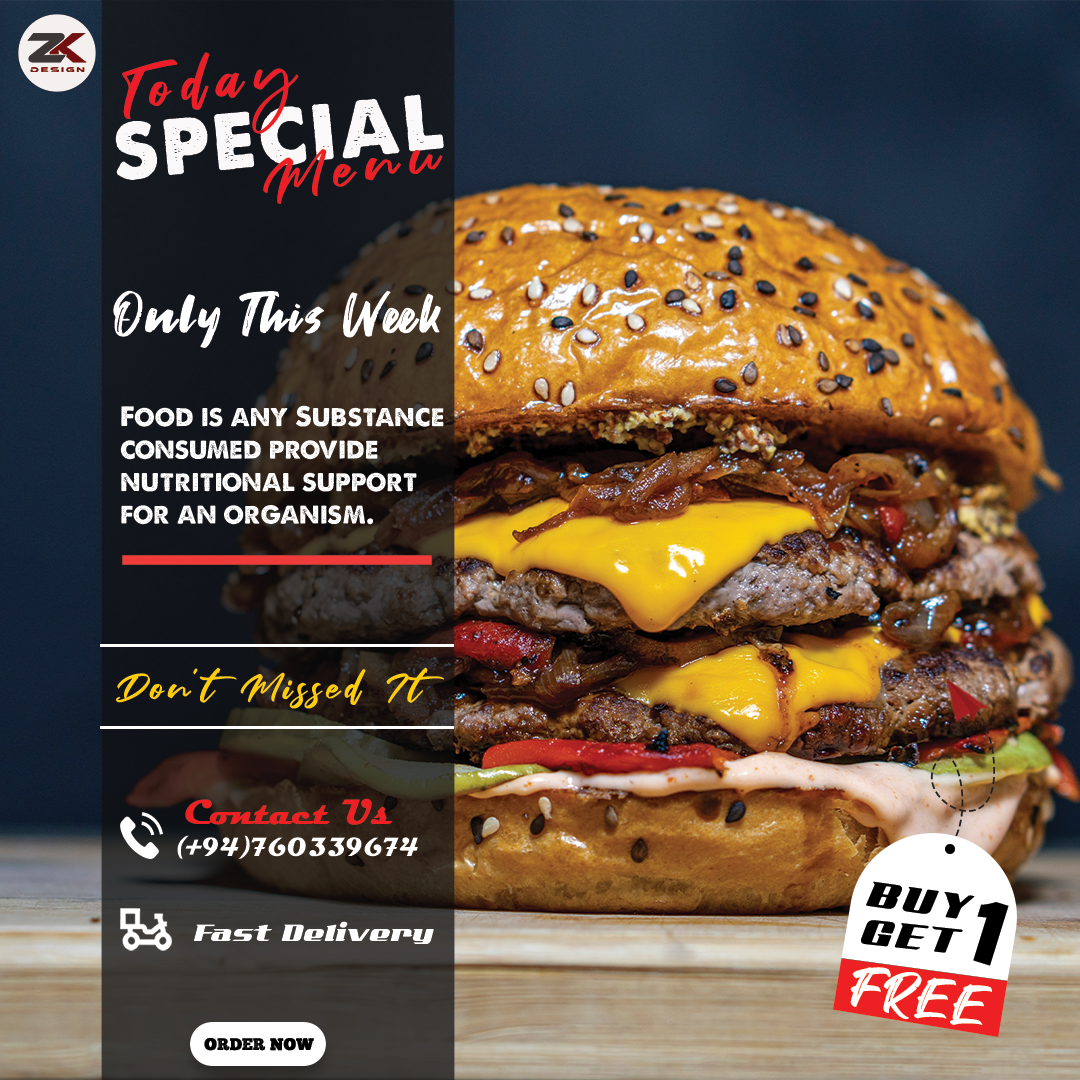 ZK
DESIGN
Today
SPECIAL
Menu
Only This Week
FOOD IS ANY SUBSTANCE
CONSUMED PROVIDE
NUTRITIONAL SUPPORT
FOR AN ORGANISM.
Don't Missed It
Contact Us
(+94)760339674
Fast Delivery
ORDER NOW
BUY 1
GET
FREE